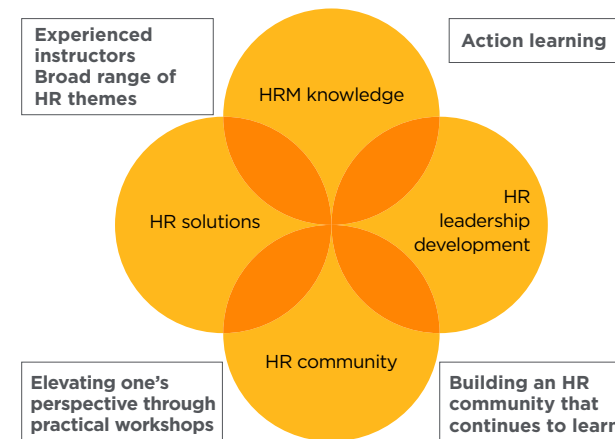 Experienced
instructors
Broad range of
HR themes
Action learning
HRM knowledge
HR solutions
HR
leadership
development
HR community
Elevating one's
perspective through
practical workshops
Building an HR
community that
continues to learn